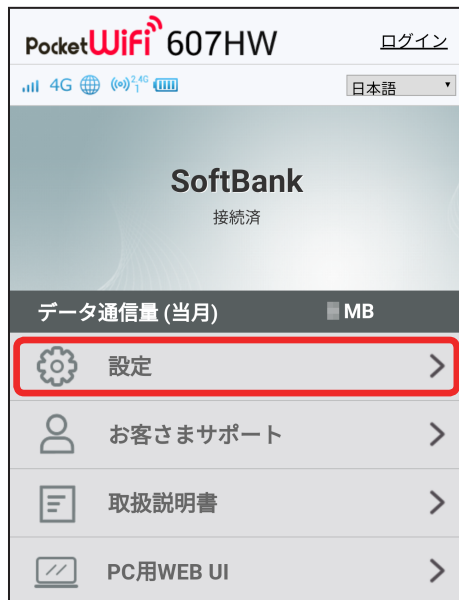 PocketWiFi 607HW
ログイン
4G 2.4G 1
日本語
SoftBank
接続済
データ通信量 (当月) MB
設定
お客さまサポート
取扱説明書
PC用WEB UI